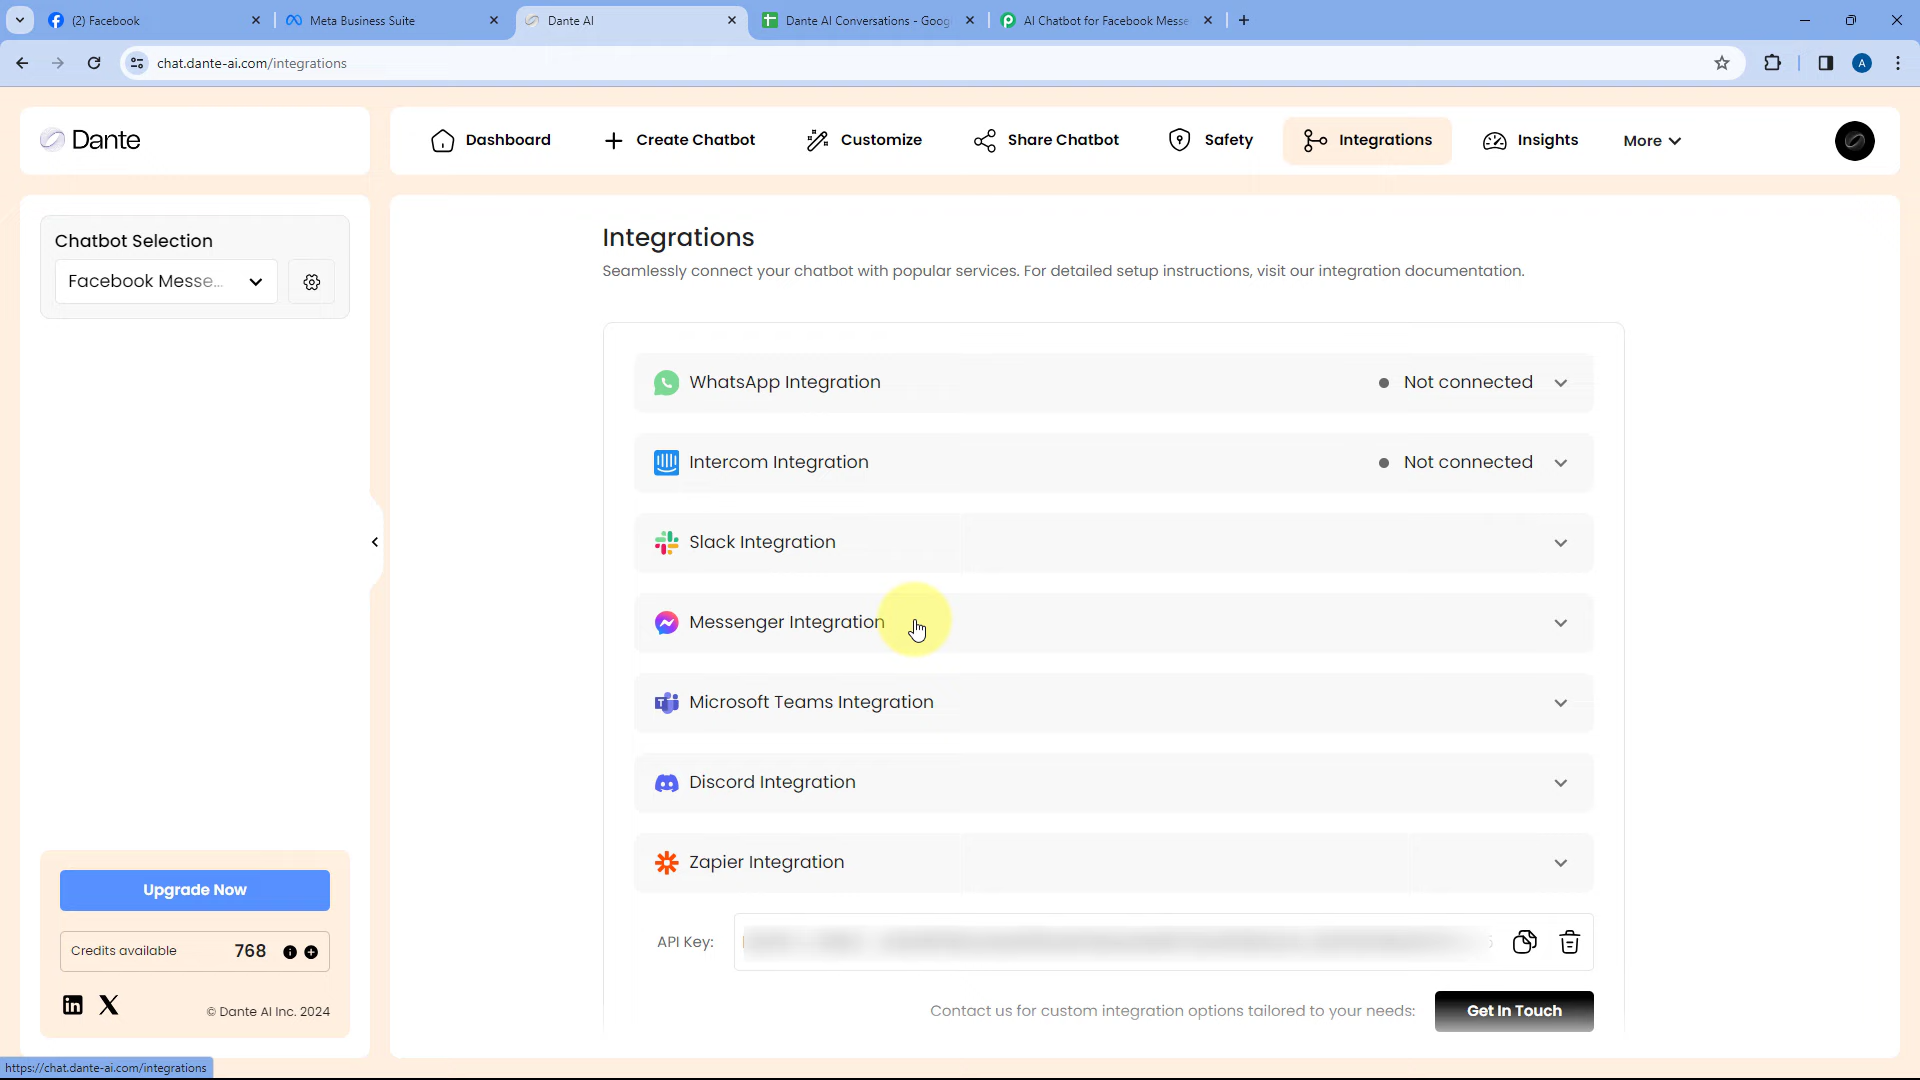 (2) Facebook
Meta Business Suite
Dante AI
Dante AI Conversations - Goog
AI Chatbot for Facebook Messe
chat.dante-ai.com/integrations
A
Dante
Dashboard
Create Chatbot
Customize
Share Chatbot
Safety
Integrations
Insights
More
Chatbot Selection
Facebook Messe...
Integrations
Seamlessly connect your chatbot with popular services. For detailed setup instructions, visit our integration documentation.
WhatsApp Integration
Not connected
Intercom Integration
Not connected
Slack Integration
Messenger Integration
Microsoft Teams Integration
Discord Integration
Zapier Integration
API Key:
Contact us for custom integration options tailored to your needs:
Get In Touch
Upgrade Now
Credits available
768
© Dante AI Inc. 2024
https://chat.dante-ai.com/integrations